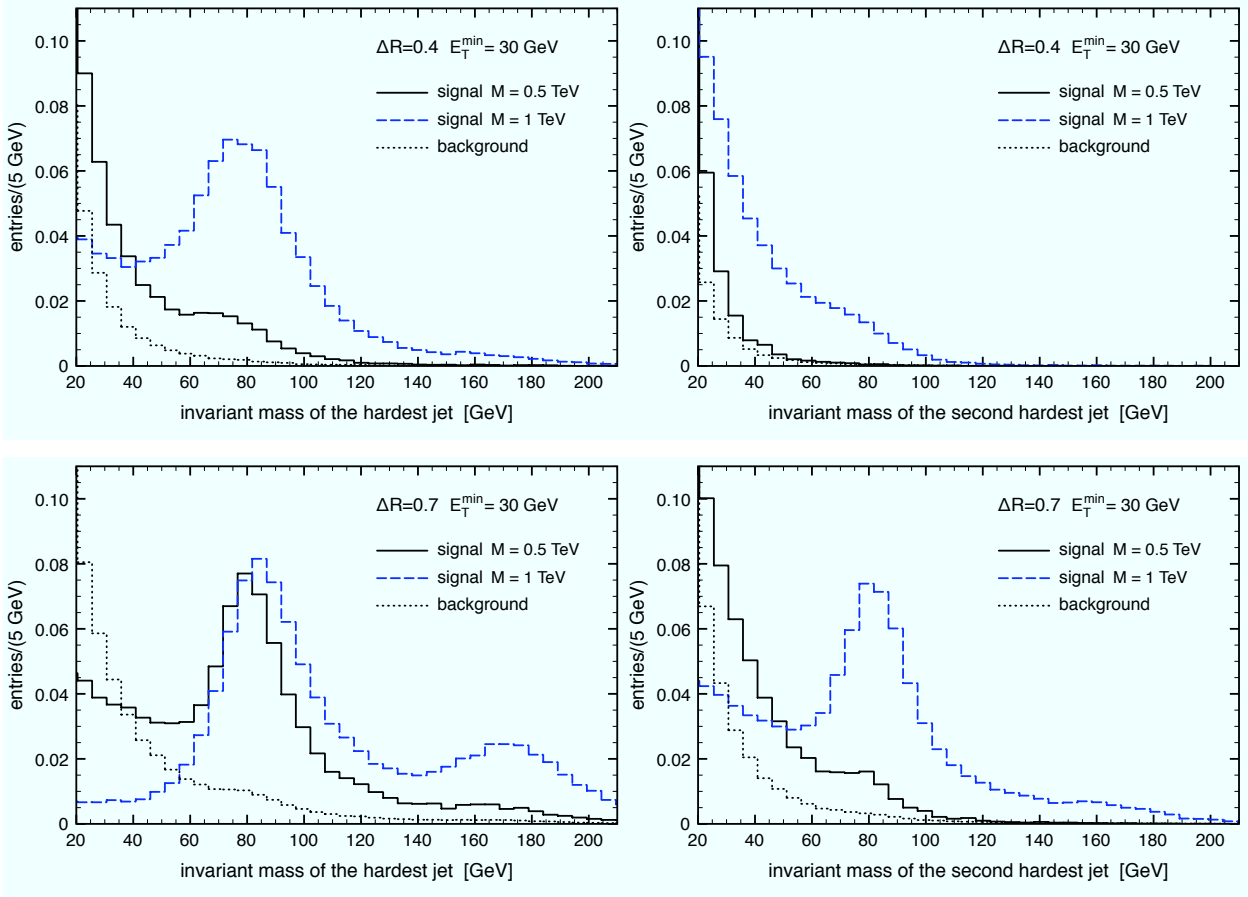 ΔR=0.4 E_T^min = 30 GeV
signal M = 0.5 TeV
signal M = 1 TeV
background
entries/(5 GeV)
0.10
0.08
0.06
0.04
0.02
0
20 40 60 80 100 120 140 160 180 200
invariant mass of the hardest jet [GeV]
ΔR=0.4 E_T^min = 30 GeV
signal M = 0.5 TeV
signal M = 1 TeV
background
entries/(5 GeV)
0.10
0.08
0.06
0.04
0.02
0
20 40 60 80 100 120 140 160 180 200
invariant mass of the second hardest jet [GeV]
ΔR=0.7 E_T^min = 30 GeV
signal M = 0.5 TeV
signal M = 1 TeV
background
entries/(5 GeV)
0.10
0.08
0.06
0.04
0.02
0
20 40 60 80 100 120 140 160 180 200
invariant mass of the hardest jet [GeV]
ΔR=0.7 E_T^min = 30 GeV
signal M = 0.5 TeV
signal M = 1 TeV
background
entries/(5 GeV)
0.10
0.08
0.06
0.04
0.02
0
20 40 60 80 100 120 140 160 180 200
invariant mass of the second hardest jet [GeV]